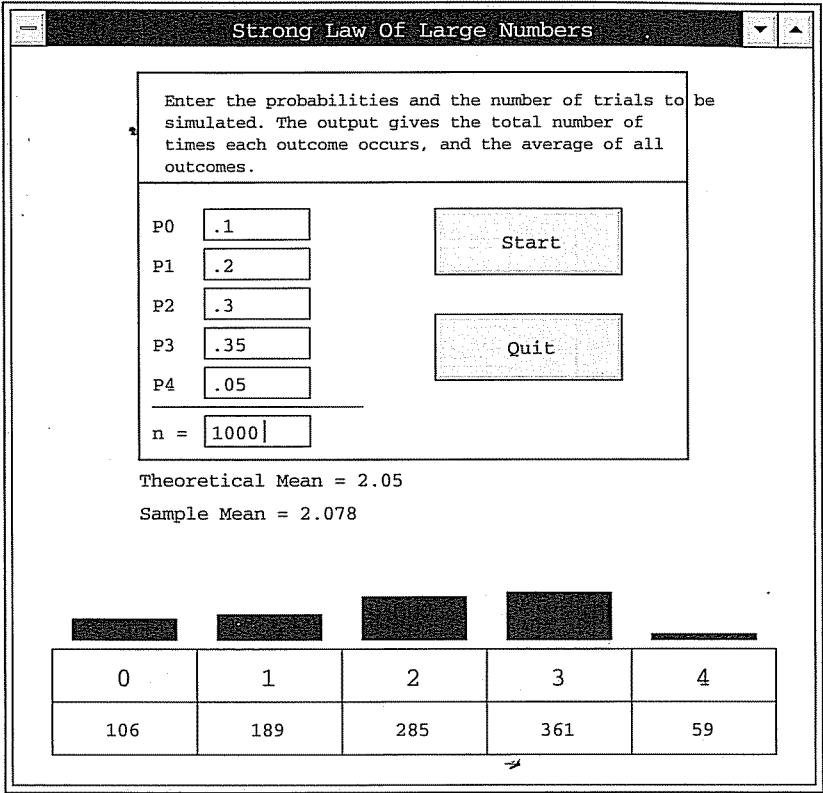 Strong Law Of Large Numbers
Enter the probabilities and the number of trials to be
simulated. The output gives the total number of
times each outcome occurs, and the average of all
outcomes.
P0 .1
Start
P1 .2
P2 .3
P3 .35
Quit
P4 .05
n = 1000
Theoretical Mean = 2.05
Sample Mean = 2.078
0 1 2 3 4
106 189 285 361 59